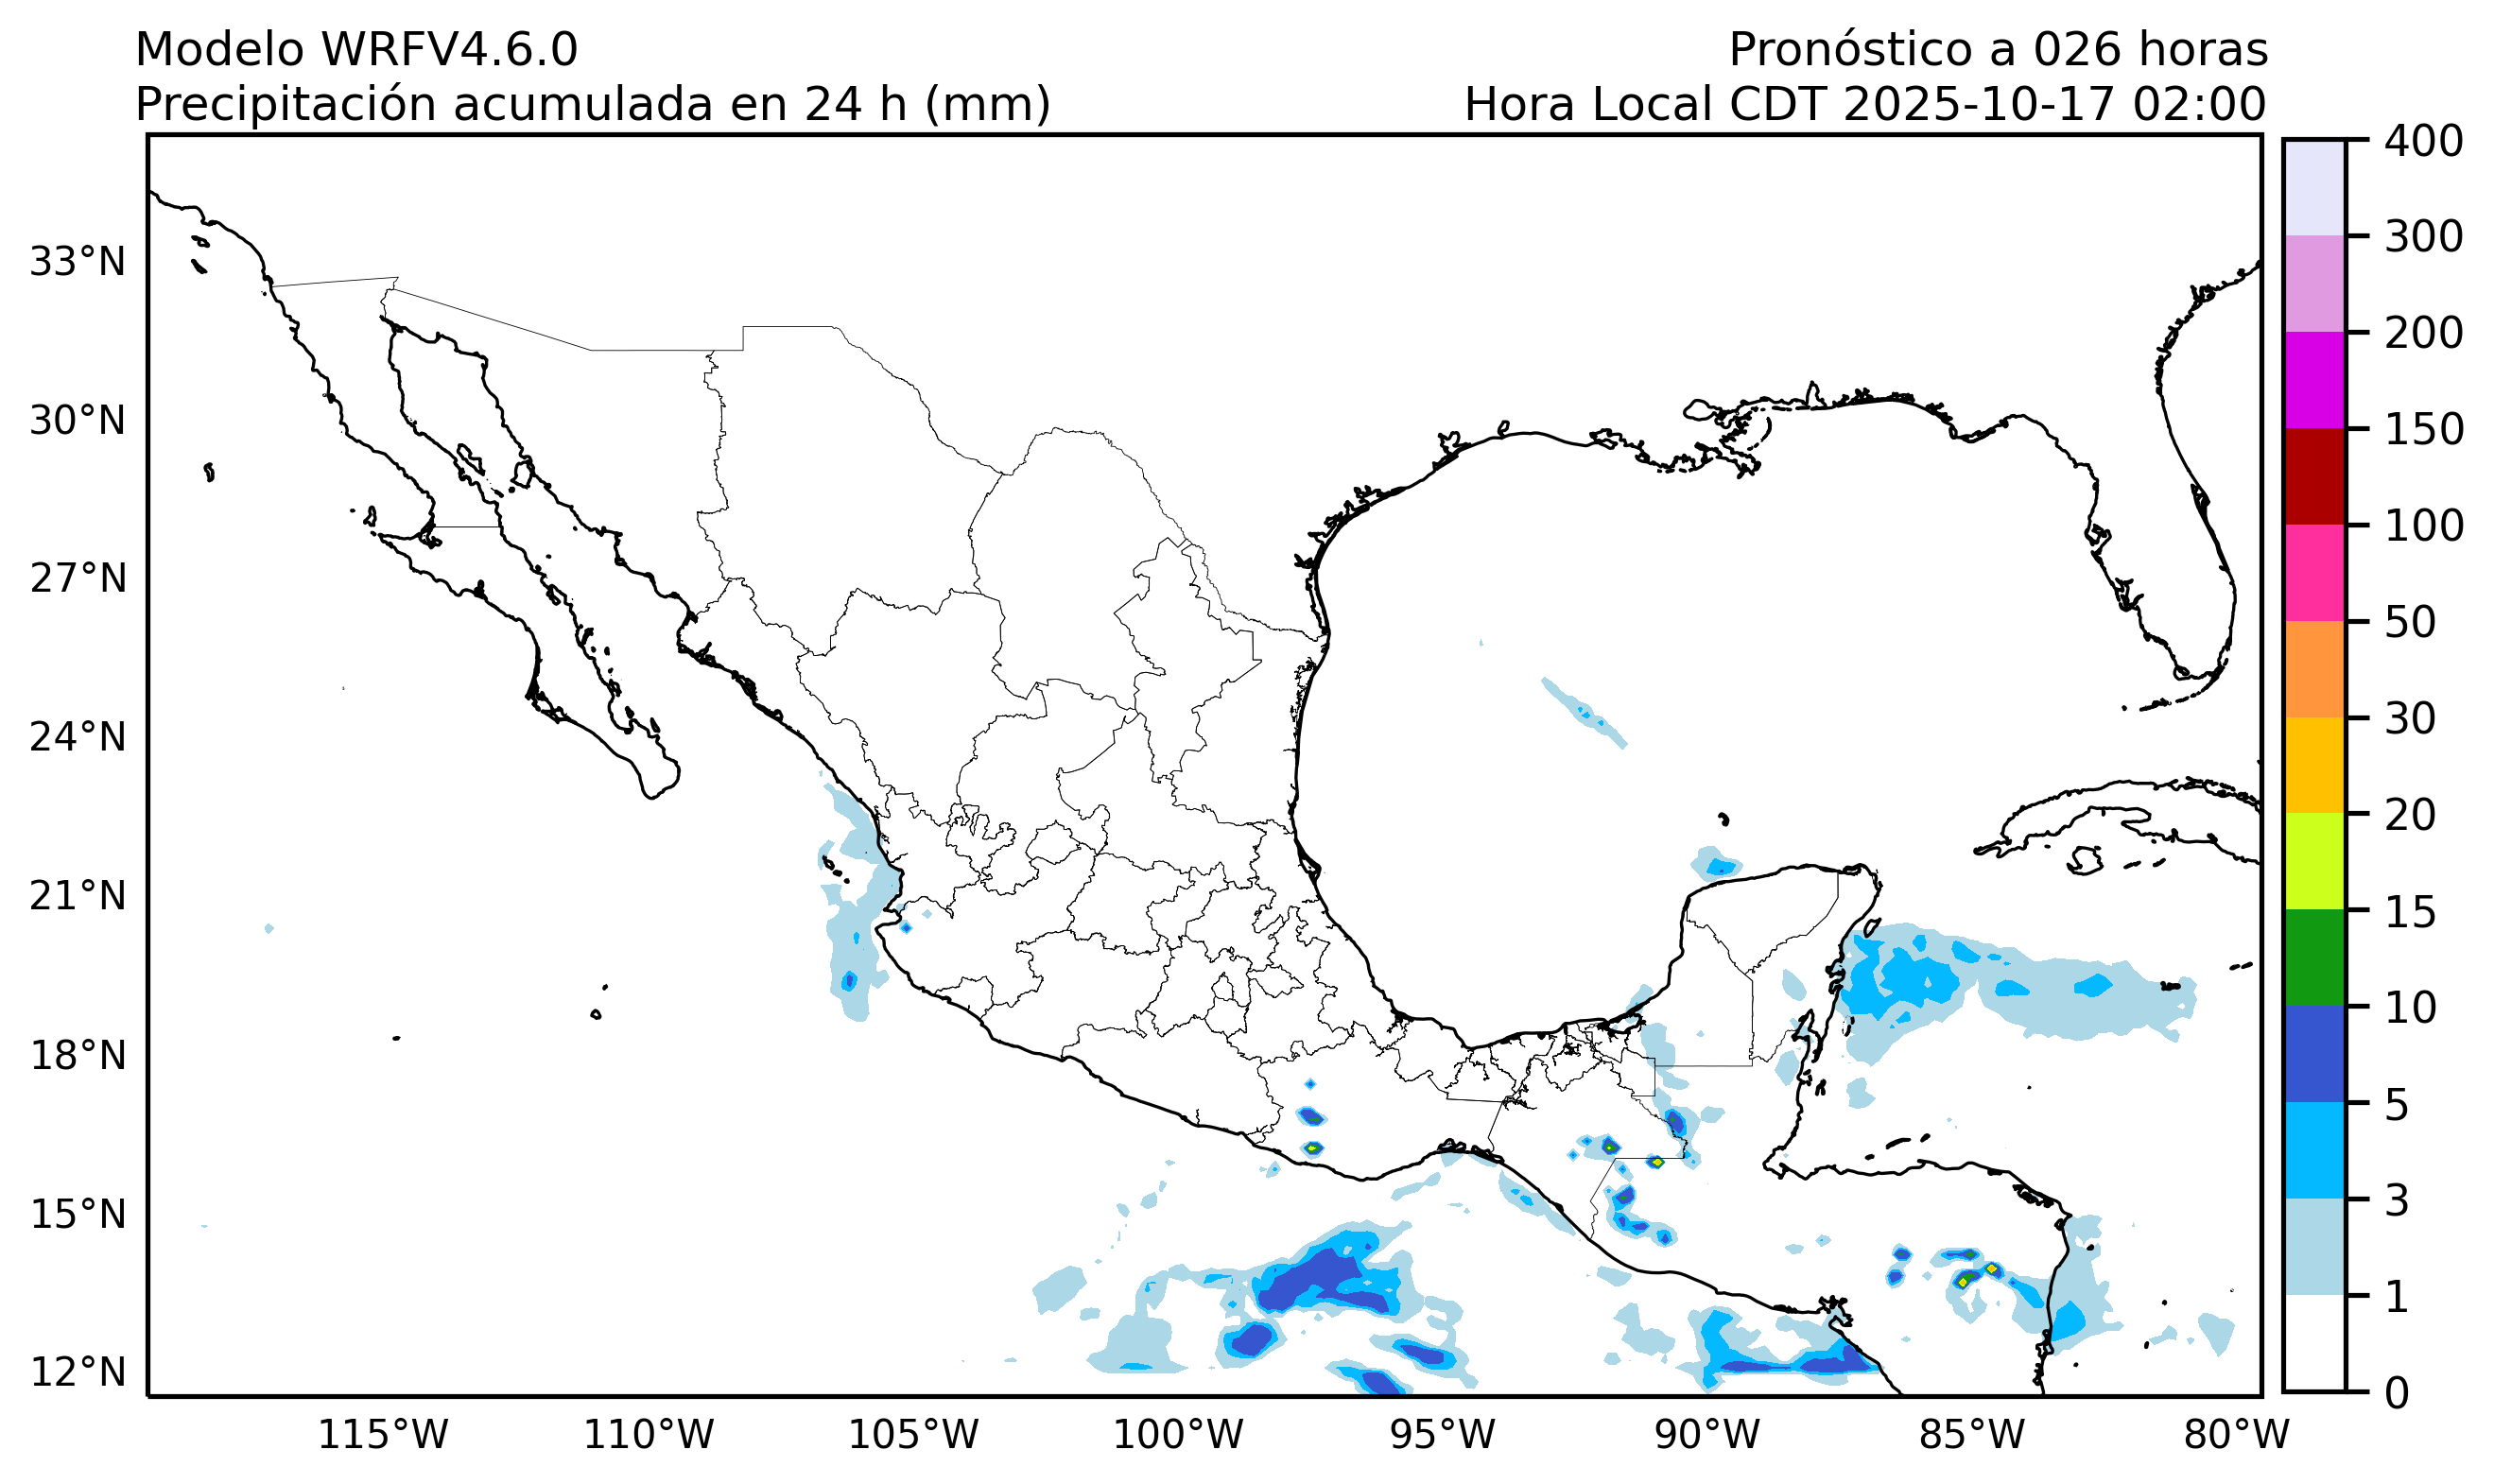 Modelo WRFV4.6.0
Pronóstico a 026 horas
Precipitación acumulada en 24 h (mm)
Hora Local CDT 2025-10-17 02:00
33°N
30°N
27°N
24°N
21°N
18°N
15°N
12°N
115°W
110°W
105°W
100°W
95°W
90°W
85°W
80°W
400
300
200
150
100
50
30
20
15
10
5
3
1
0